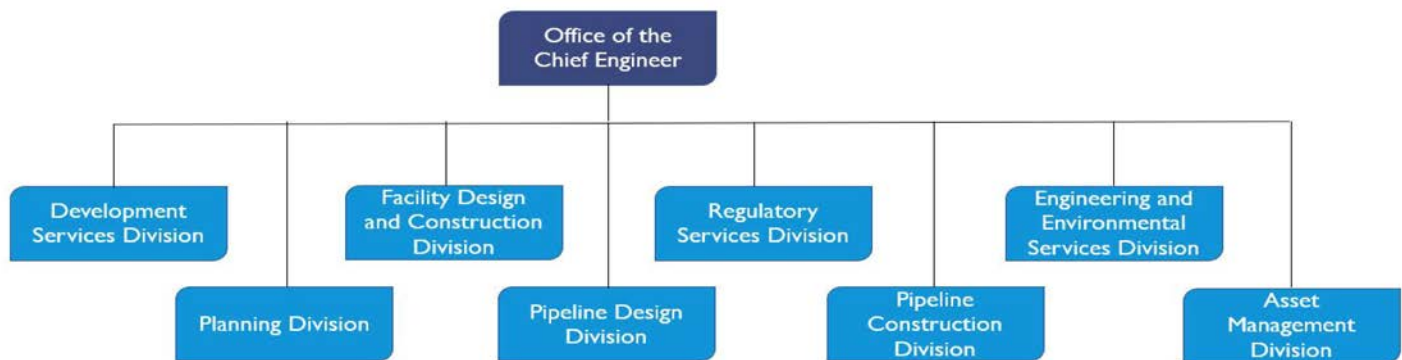 Office of the
Chief Engineer
Development
Services Division
Facility Design
and Construction
Division
Regulatory
Services Division
Engineering and
Environmental
Services Division
Planning Division
Pipeline Design
Division
Pipeline
Construction
Division
Asset
Management
Division